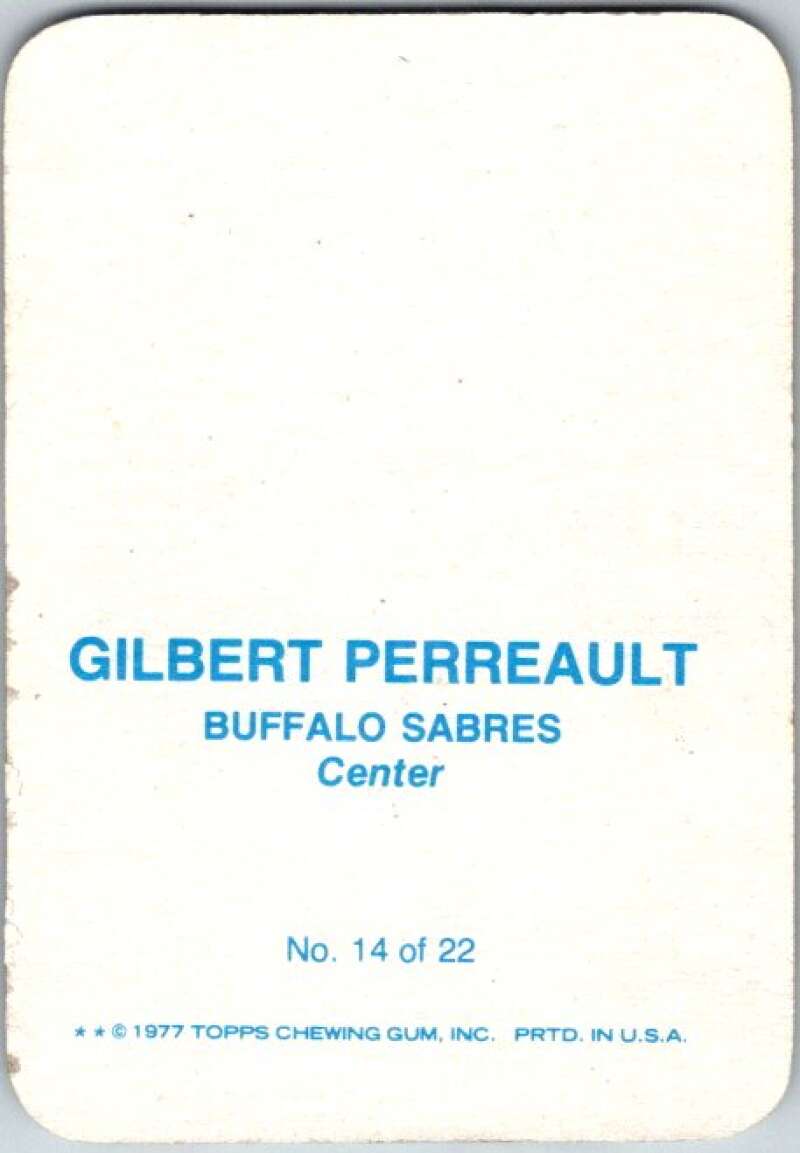 GILBERT PERREAULT
BUFFALO SABRES
Center
No. 14 of 22
* * © 1977 TOPPS CHEWING GUM, INC. PRTD. IN U.S.A.